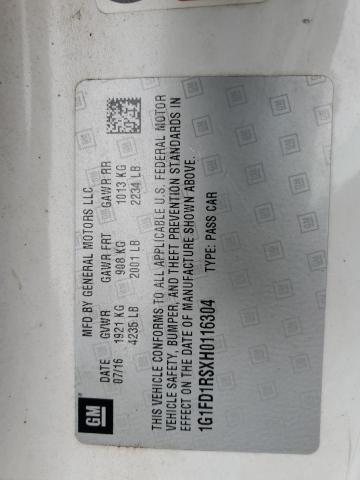 GM
MFD BY GENERAL MOTORS LLC
DATE GVWR GAWR FRT GAWR RR
07/16 1921 KG 908 KG 1013 KG
4235 LB 2001 LB 2234 LB
THIS VEHICLE CONFORMS TO ALL APPLICABLE U.S. FEDERAL MOTOR
VEHICLE SAFETY, BUMPER, AND THEFT PREVENTION STANDARDS IN
EFFECT ON THE DATE OF MANUFACTURE SHOWN ABOVE.
1G1FD1RSXH0116304 TYPE: PASS CAR